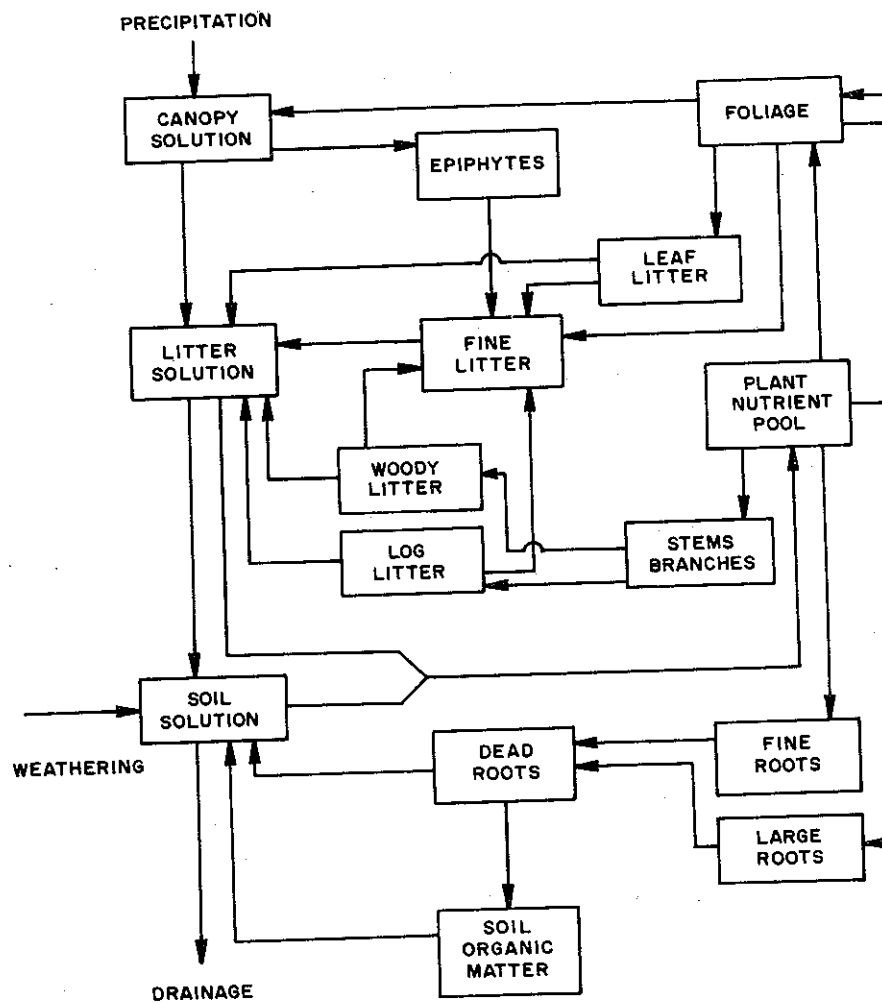 PRECIPITATION
CANOPY
SOLUTION
FOLIAGE
EPIPHYTES
LEAF
LITTER
LITTER
SOLUTION
FINE
LITTER
PLANT
NUTRIENT
POOL
WOODY
LITTER
LOG
LITTER
STEMS
BRANCHES
SOIL
SOLUTION
WEATHERING
DEAD
ROOTS
FINE
ROOTS
LARGE
ROOTS
SOIL
ORGANIC
MATTER
DRAINAGE